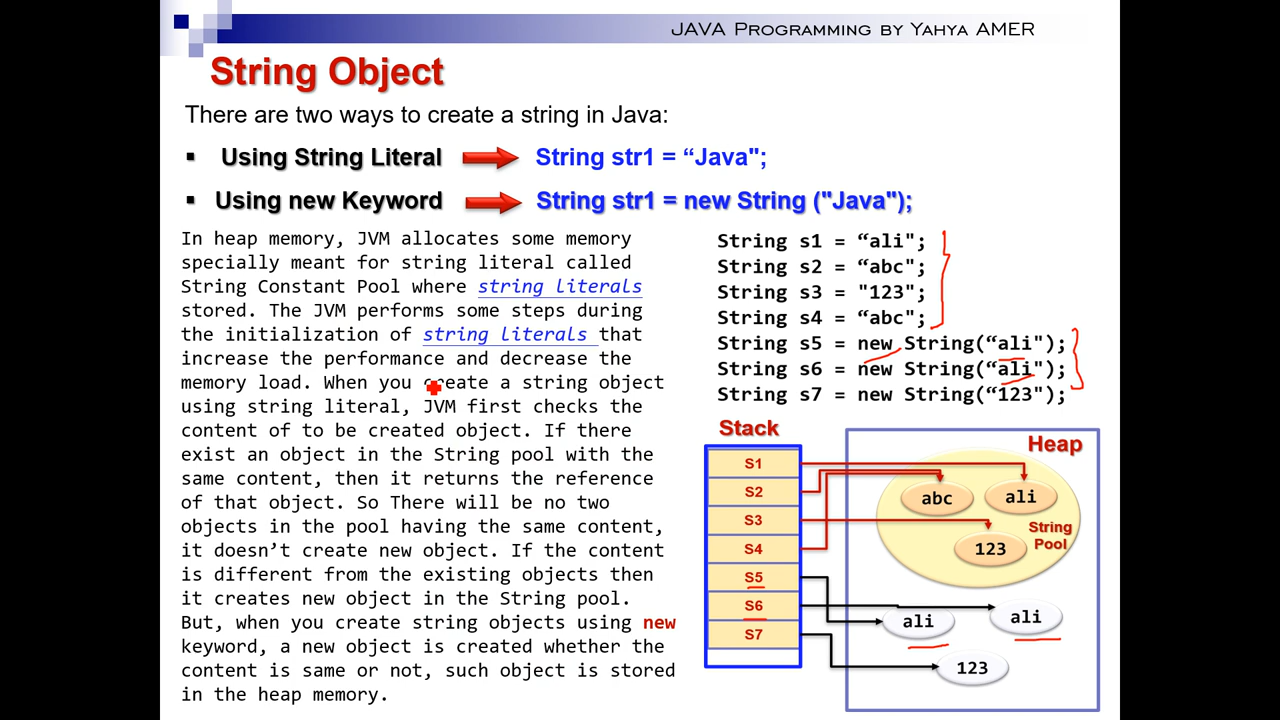 JAVA PROGRAMMING BY YAHYA AMER
String Object
There are two ways to create a string in Java:
▪ Using String Literal String str1 = “Java";
▪ Using new Keyword String str1 = new String ("Java");
In heap memory, JVM allocates some memory
specially meant for string literal called
String Constant Pool where string literals
stored. The JVM performs some steps during
the initialization of string literals that
increase the performance and decrease the
memory load. When you create a string object
using string literal, JVM first checks the
content of to be created object. If there
exist an object in the String pool with the
same content, then it returns the reference
of that object. So There will be no two
objects in the pool having the same content,
it doesn’t create new object. If the content
is different from the existing objects then
it creates new object in the String pool.
But, when you create string objects using new
keyword, a new object is created whether the
content is same or not, such object is stored
in the heap memory.
String s1 = “ali";
String s2 = “abc";
String s3 = "123";
String s4 = “abc";
String s5 = new String(“ali");
String s6 = new String(“ali");
String s7 = new String(“123");
Stack
S1
S2
S3
S4
S5
S6
S7
Heap
abc
ali
String
Pool
123
ali
ali
123